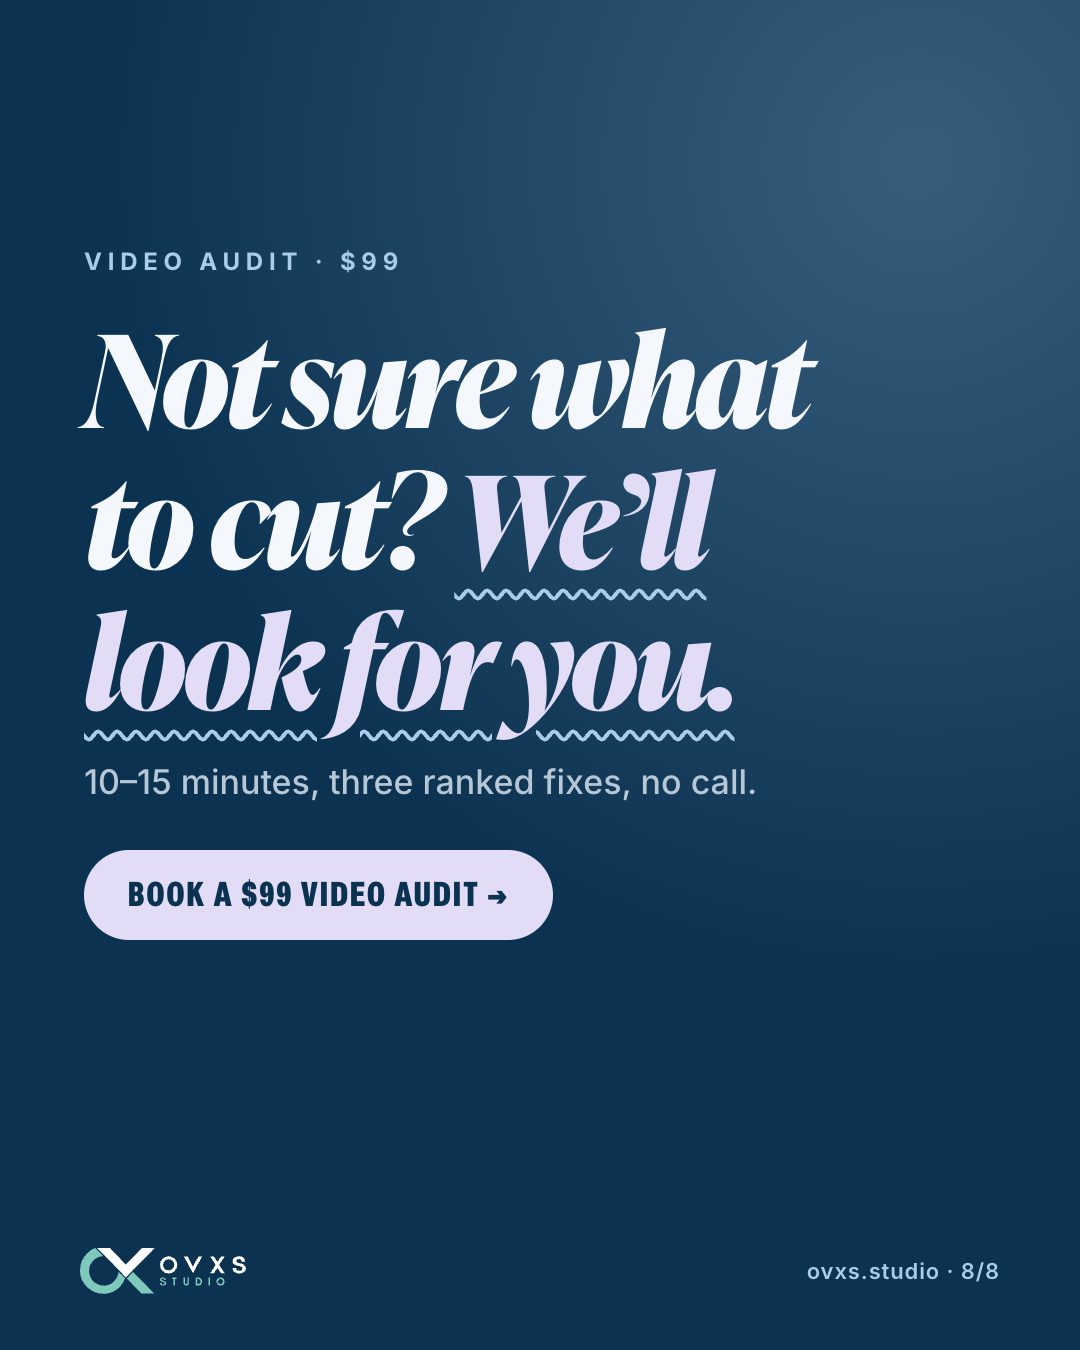 VIDEO AUDIT · $99
Not sure what
to cut? We’ll
look for you.
10–15 minutes, three ranked fixes, no call.
BOOK A $99 VIDEO AUDIT ➔
OVXS
STUDIO
ovxs.studio · 8/8